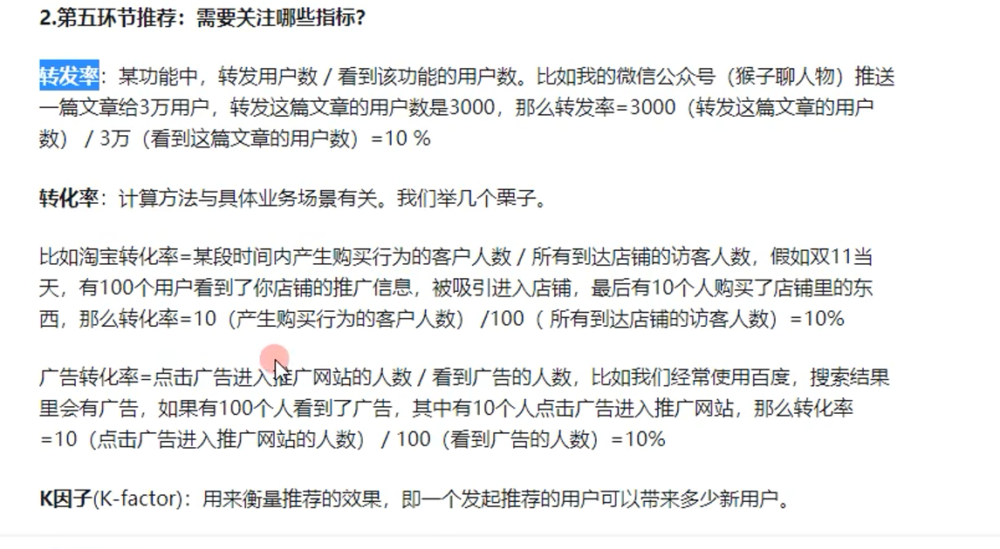 2.第五环节推荐：需要关注哪些指标？
转发率：某功能中，转发用户数 / 看到该功能的用户数。比如我的微信公众号（猴子聊人物）推送
一篇文章给3万用户，转发这篇文章的用户数是3000，那么转发率=3000（转发这篇文章的用户
数） / 3万（看到这篇文章的用户数）=10 %
转化率：计算方法与具体业务场景有关。我们举几个栗子。
比如淘宝转化率=某段时间内产生购买行为的客户人数 / 所有到达店铺的访客人数，假如双11当
天，有100个用户看到了你店铺的推广信息，被吸引进入店铺，最后有10个人购买了店铺里的东
西，那么转化率=10（产生购买行为的客户人数） /100（ 所有到达店铺的访客人数）=10%
广告转化率=点击广告进入推广网站的人数 / 看到广告的人数，比如我们经常使用百度，搜索结果
里会有广告，如果有100个人看到了广告，其中有10个人点击广告进入推广网站，那么转化率
=10（点击广告进入推广网站的人数） / 100（看到广告的人数）=10%
K因子(K-factor)：用来衡量推荐的效果，即一个发起推荐的用户可以带来多少新用户。